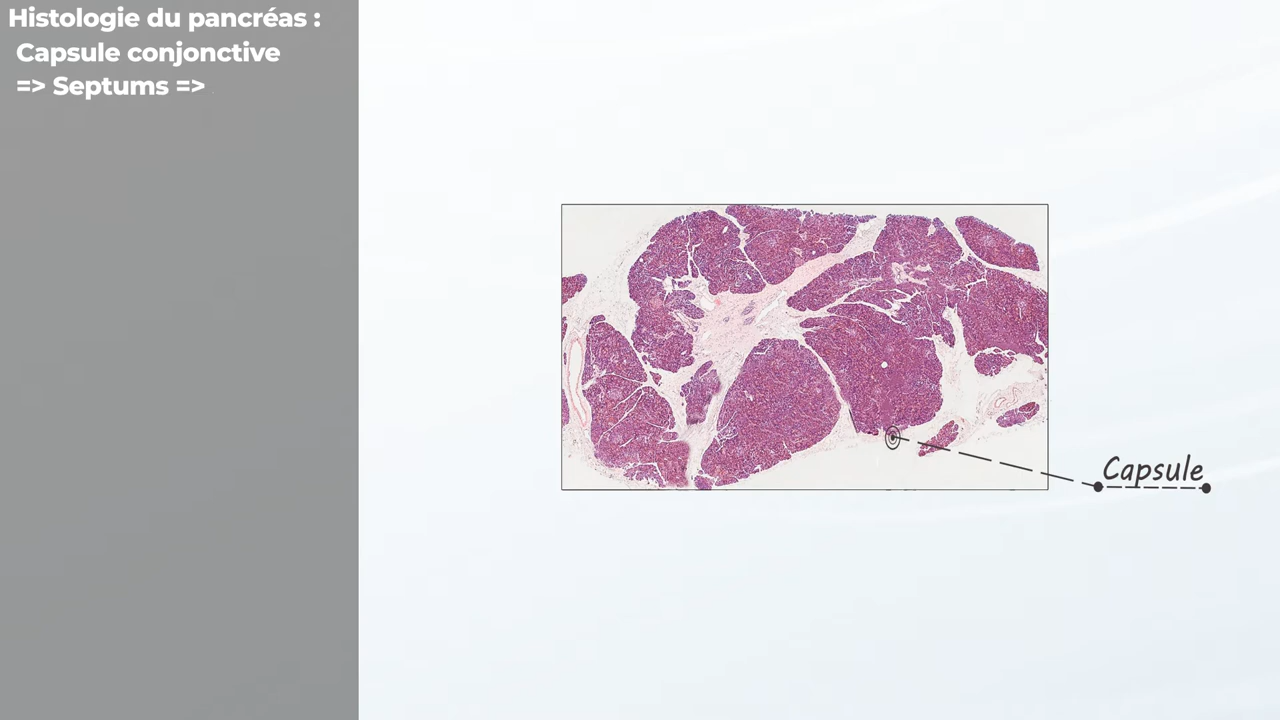 Histologie du pancréas :
Capsule conjonctive
=> Septums =>
Capsule